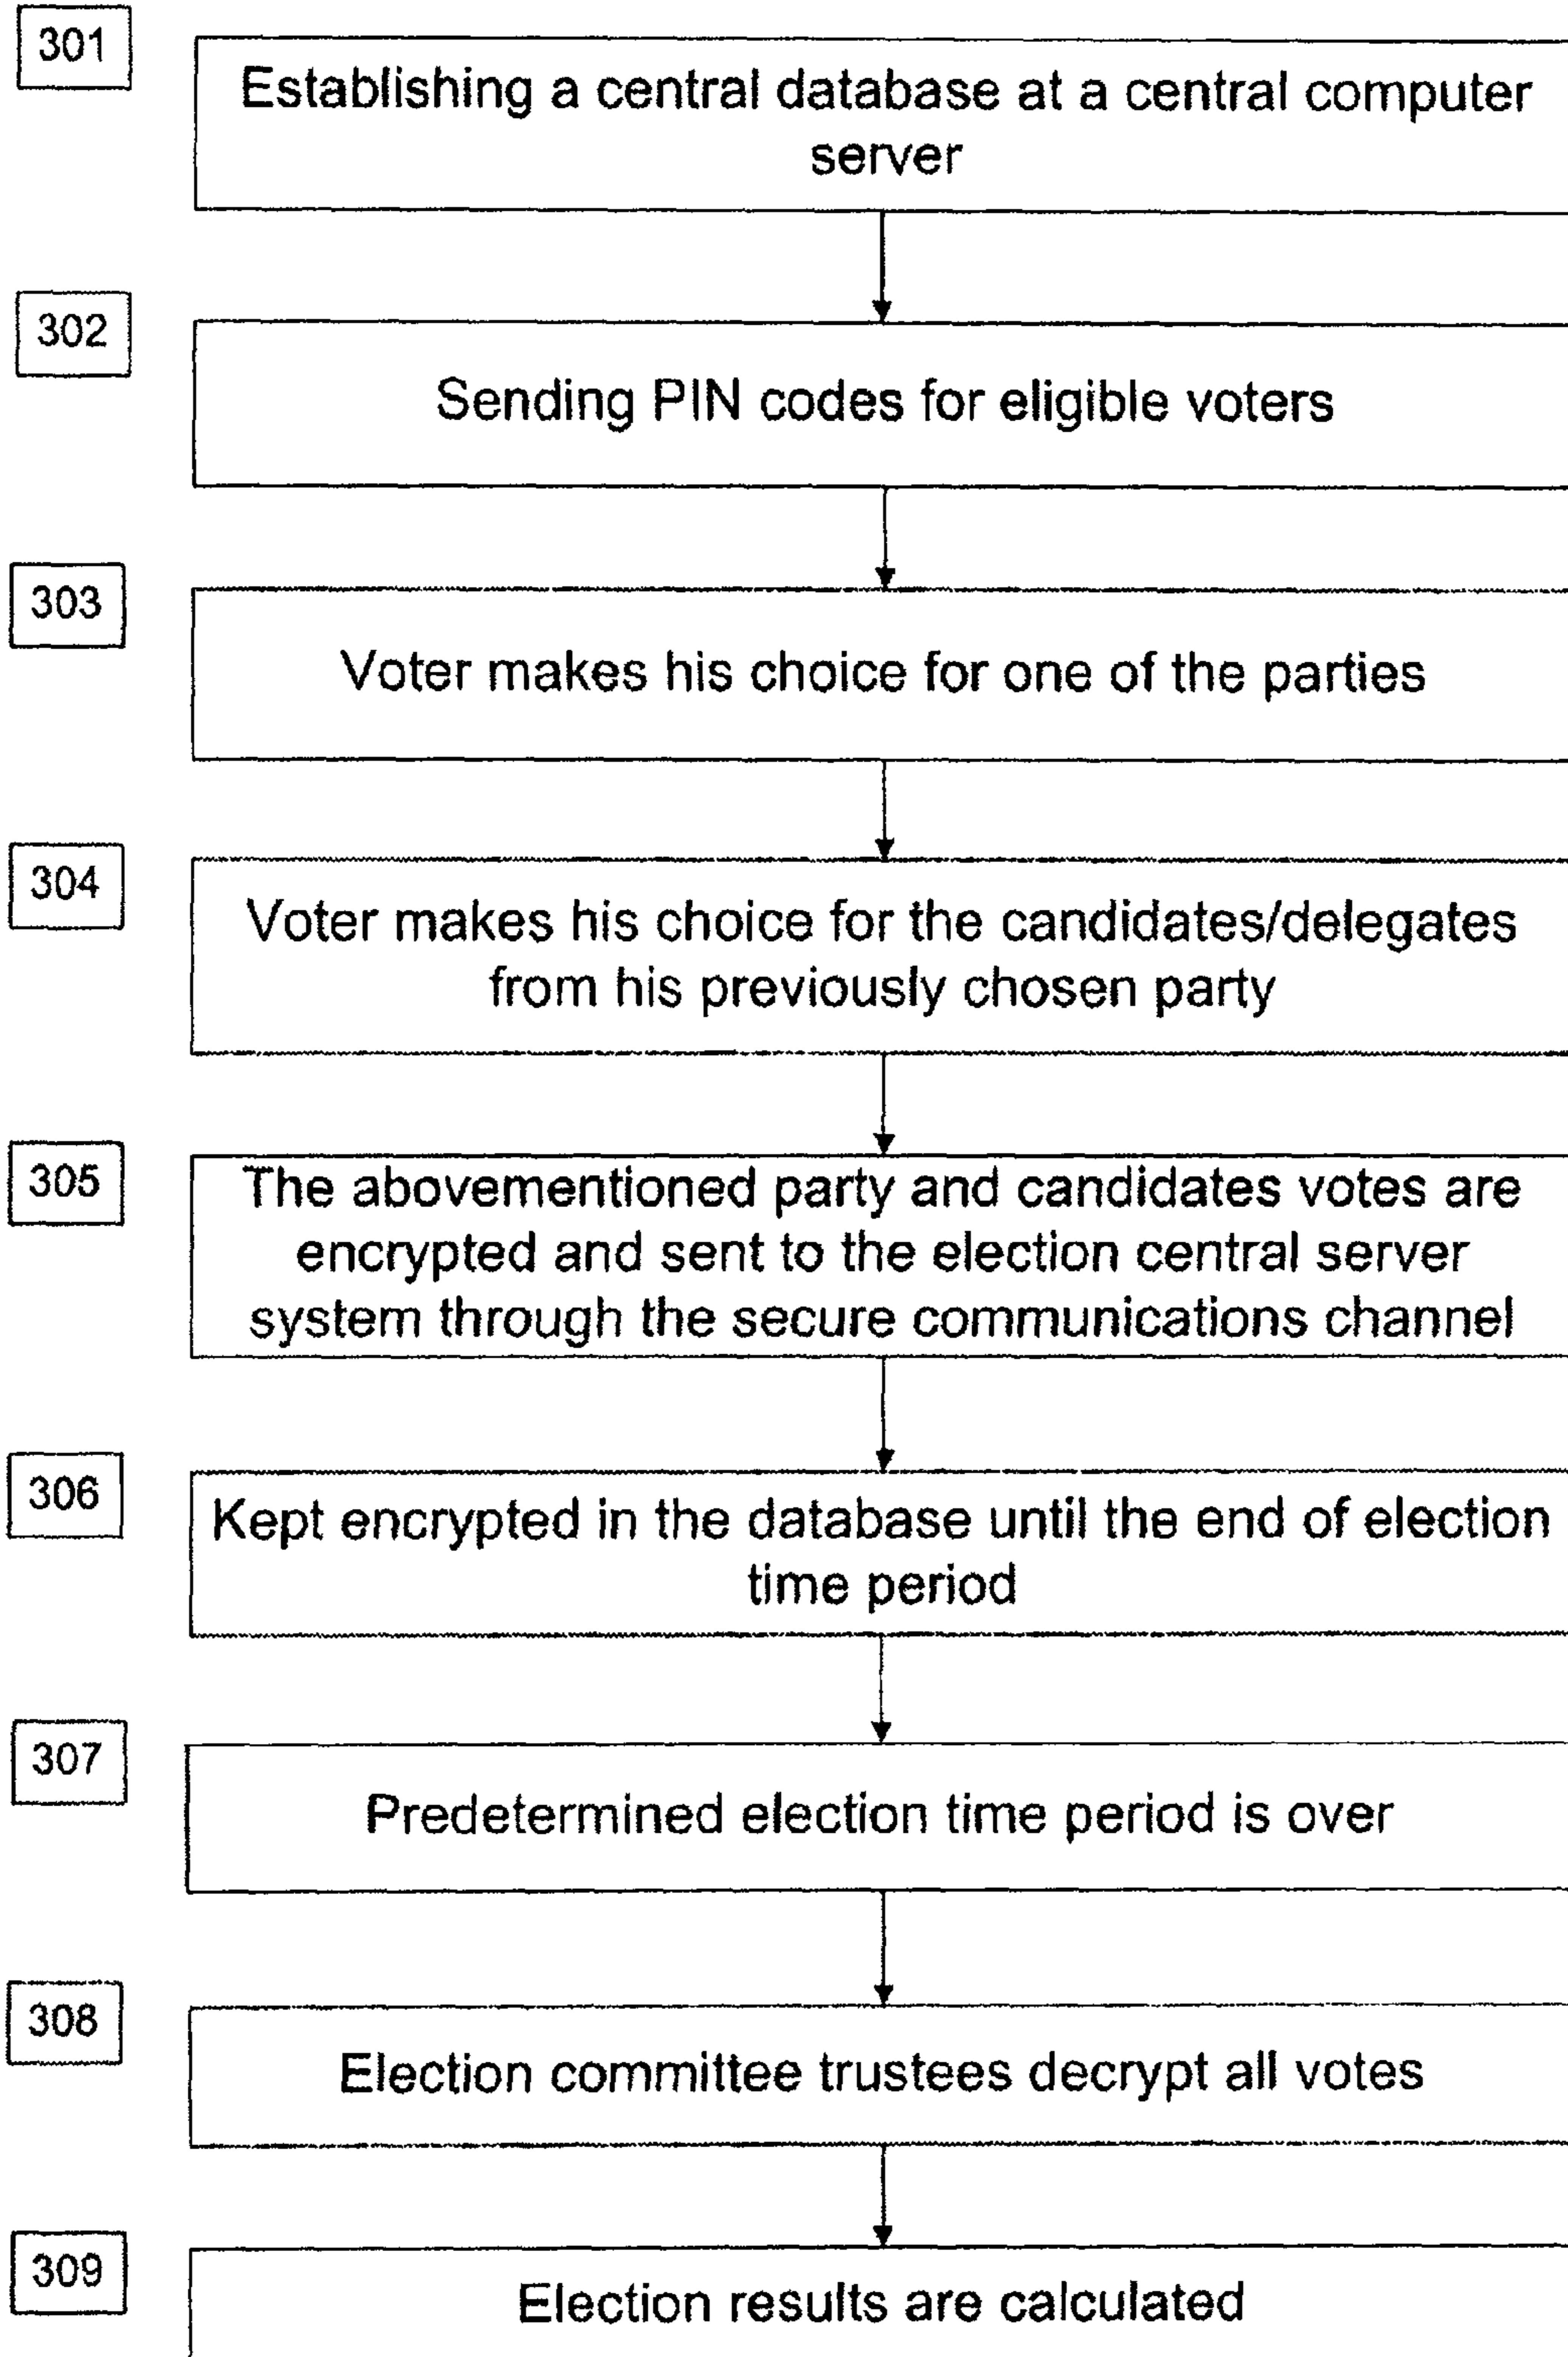 301
Establishing a central database at a central computer
server
302
Sending PIN codes for eligible voters
303
Voter makes his choice for one of the parties
304
Voter makes his choice for the candidates/delegates
from his previously chosen party
305
The abovementioned party and candidates votes are
encrypted and sent to the election central server
system through the secure communications channel
306
Kept encrypted in the database until the end of election
time period
307
Predetermined election time period is over
308
Election committee trustees decrypt all votes
309
Election results are calculated